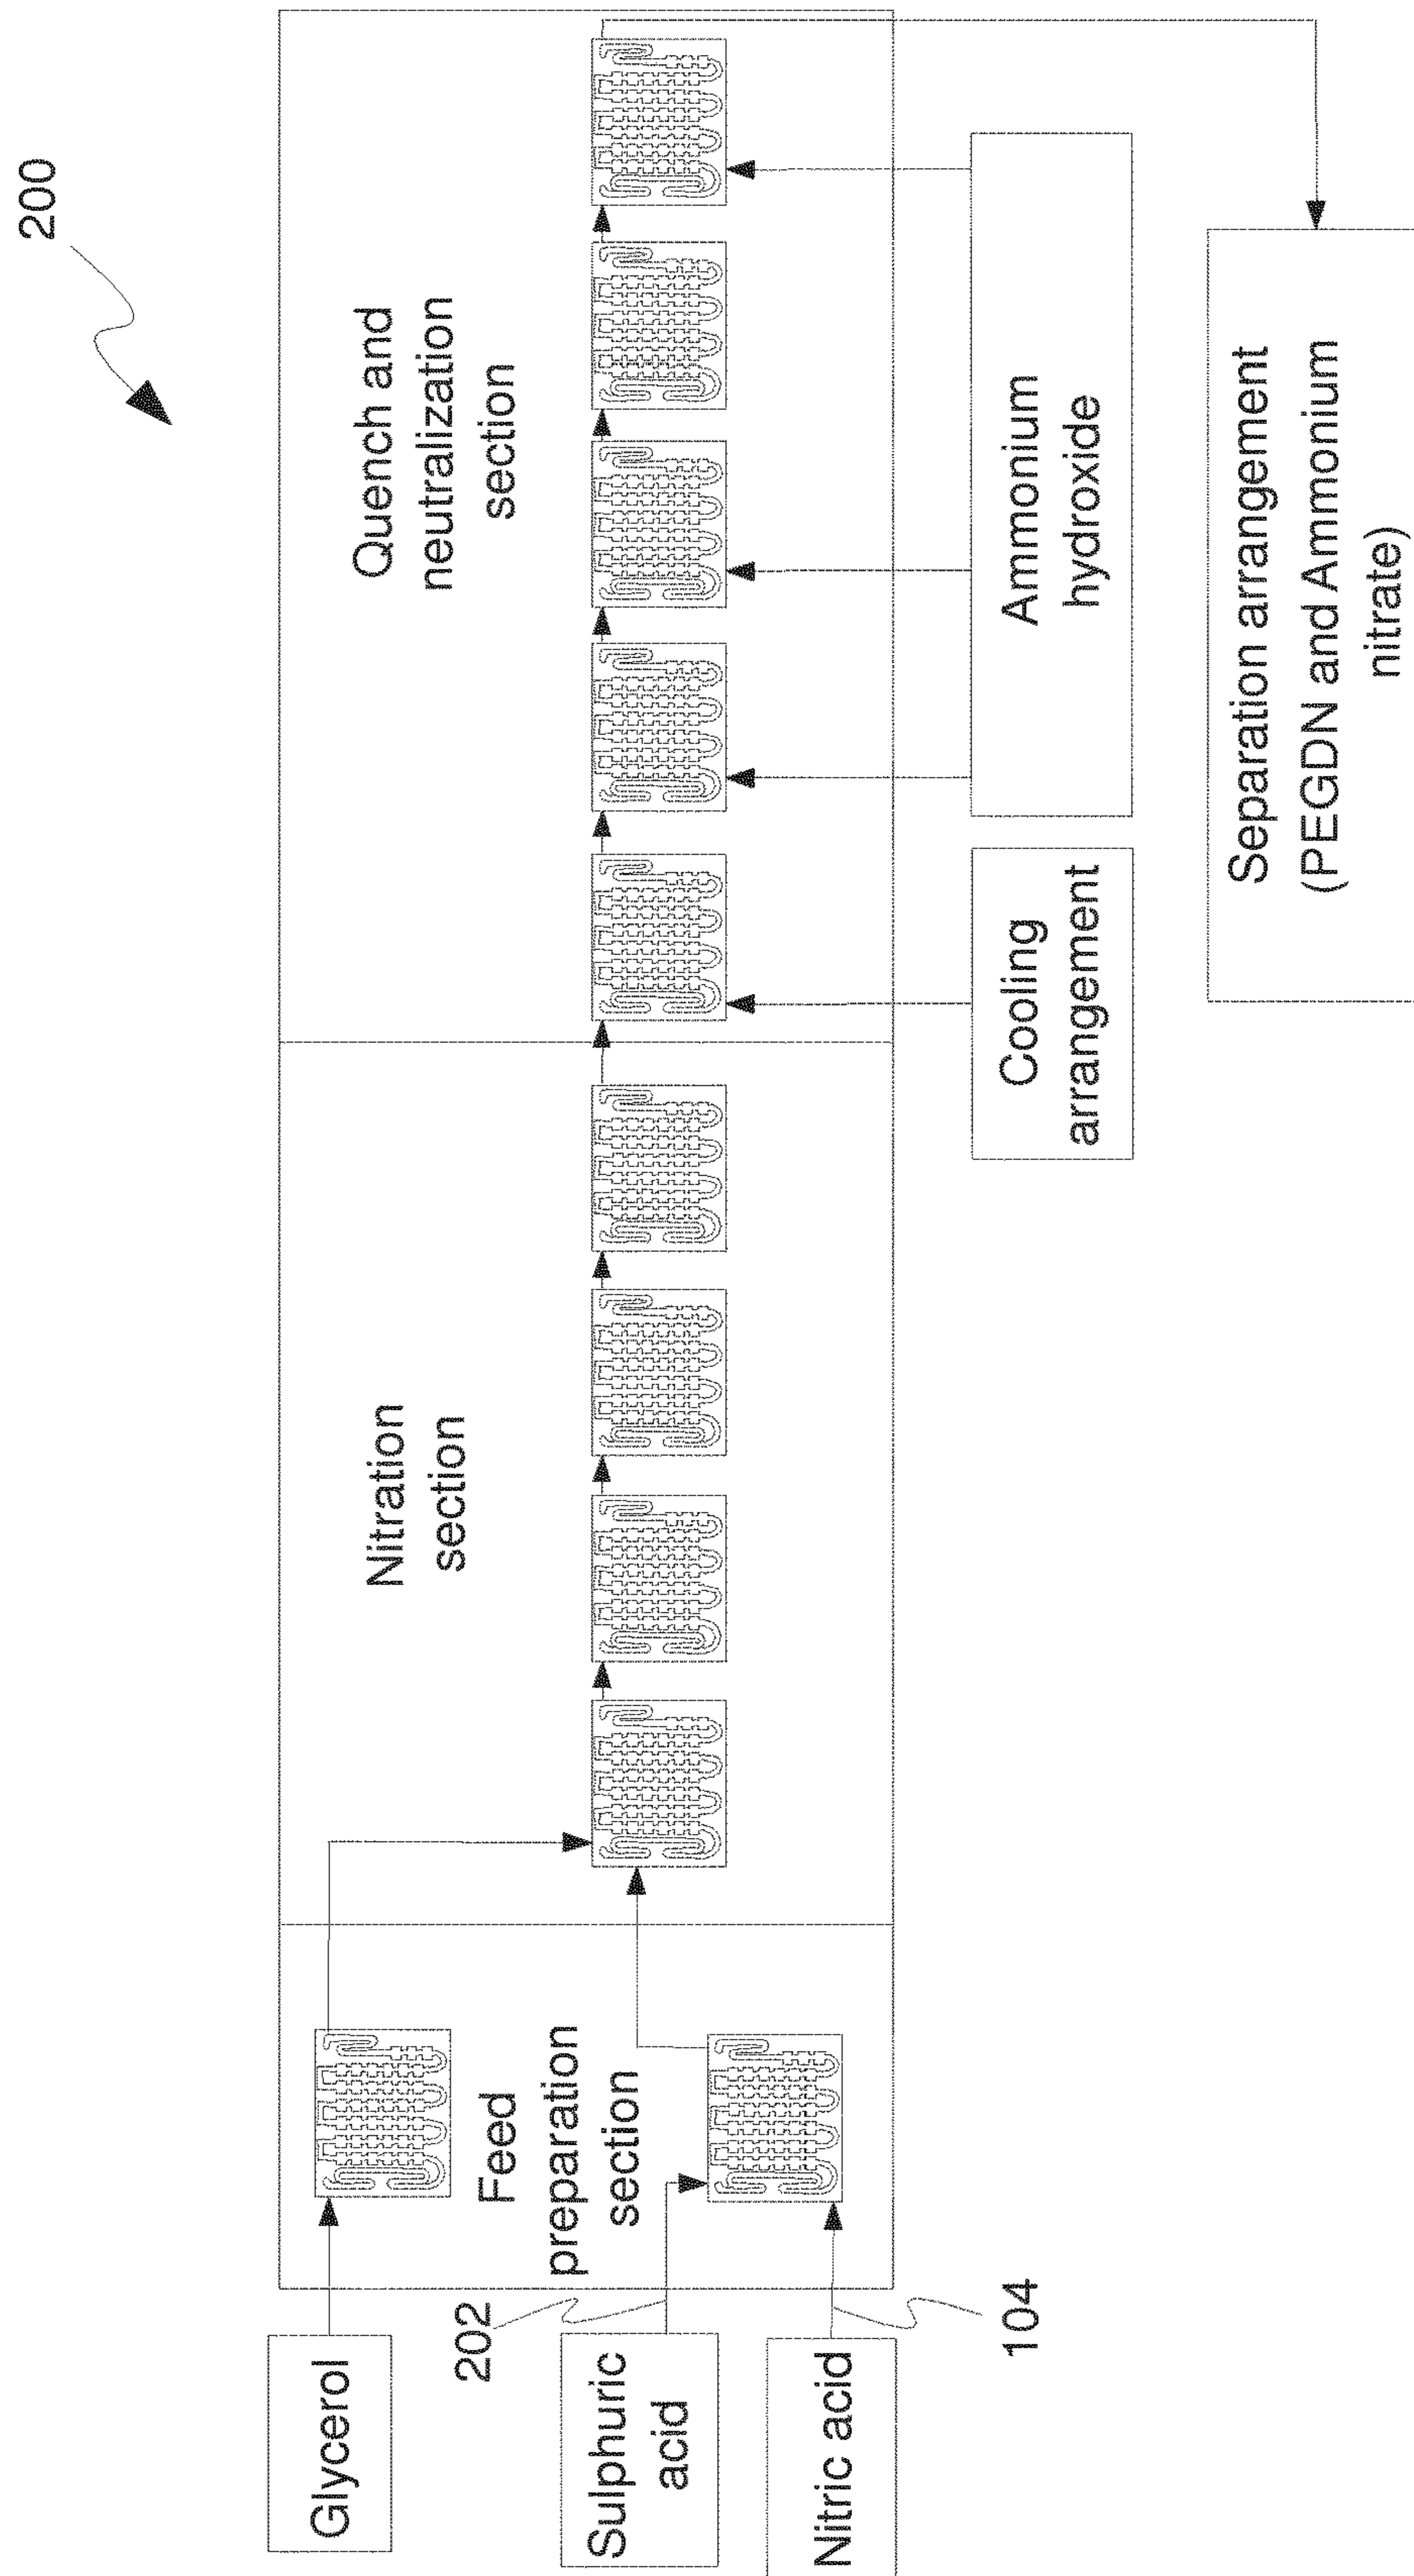 200
Quench and
neutralization
section
Nitration
section
Feed
preparation
section
Glycerol
202
Sulphuric
acid
Nitric acid
104
Cooling
arrangement
Ammonium
hydroxide
Separation arrangement
(PEGDN and Ammonium
nitrate)